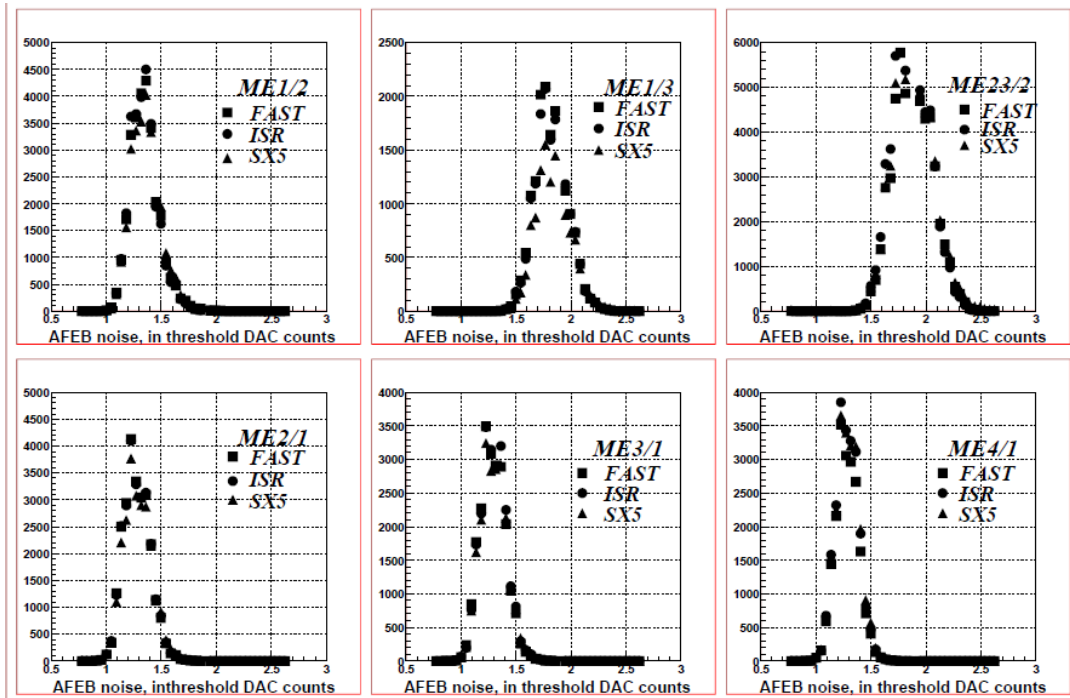 5000
4500
4000
3500
3000
2500
2000
1500
1000
500
0
0.5
1
1.5
2
2.5
3
ME1/2
FAST
ISR
SX5
AFEB noise, in threshold DAC counts
2500
2000
1500
1000
500
0
0.5
1
1.5
2
2.5
3
ME1/3
FAST
ISR
SX5
AFEB noise, in threshold DAC counts
6000
5000
4000
3000
2000
1000
0
0.5
1
1.5
2
2.5
3
ME23/2
FAST
ISR
SX5
AFEB noise, in threshold DAC counts
5000
4500
4000
3500
3000
2500
2000
1500
1000
500
0
0.5
1
1.5
2
2.5
3
ME2/1
FAST
ISR
SX5
AFEB noise, inthreshold DAC counts
4000
3500
3000
2500
2000
1500
1000
500
0
0.5
1
1.5
2
2.5
3
ME3/1
FAST
ISR
SX5
AFEB noise, in threshold DAC counts
4000
3500
3000
2500
2000
1500
1000
500
0
0.5
1
1.5
2
2.5
3
ME4/1
FAST
ISR
SX5
AFEB noise, in threshold DAC counts